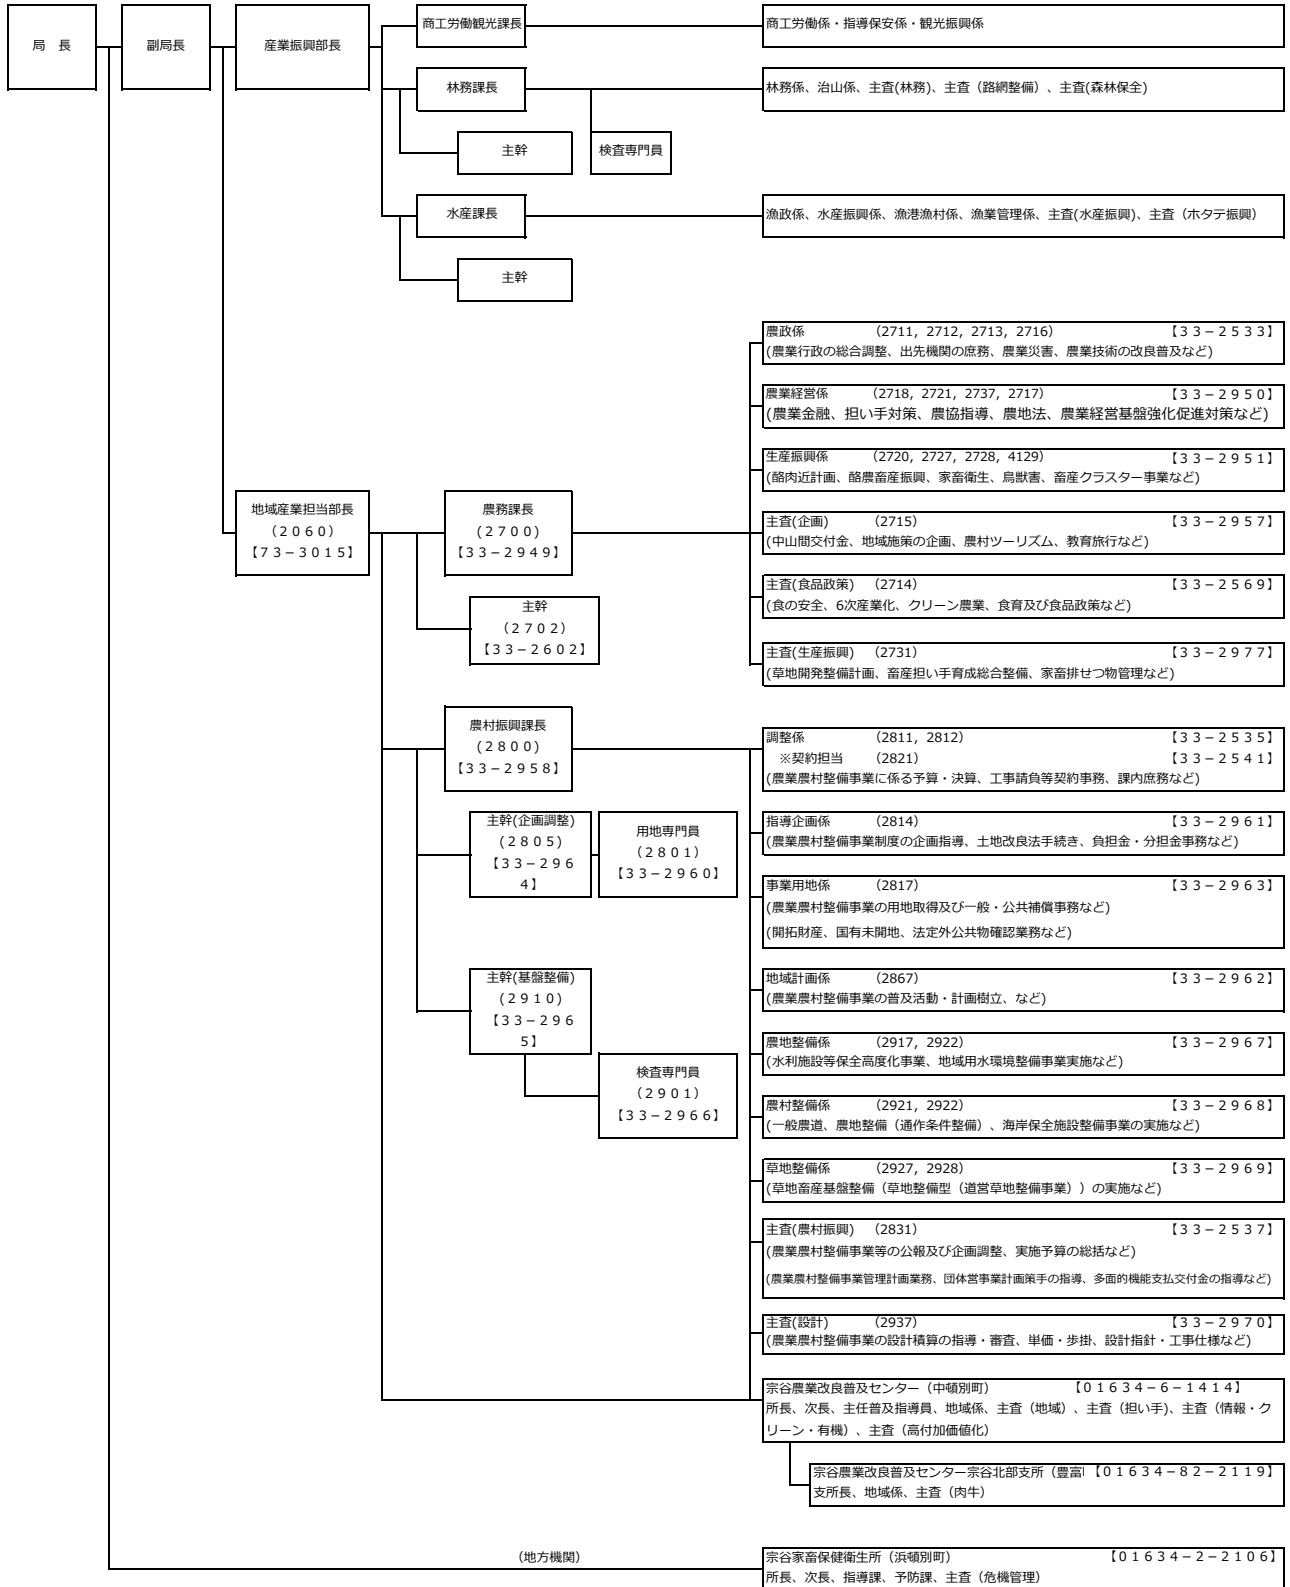 局　長
副局長
産業振興部長
商工労働観光課長
商工労働係・指導保安係・観光振興係
林務課長
林務係、治山係、主査(林務)、主査（路網整備）、主査(森林保全)
主幹
検査専門員
水産課長
漁政係、水産振興係、漁港漁村係、漁業管理係、主査(水産振興)、主査（ホタテ振興）
主幹
農政係　（2711，2712，2713，2716）　【３３－２５３３】
(農業行政の総合調整、出先機関の庶務、農業災害、農業技術の改良普及など)
農業経営係　（2718，2721，2737，2717）　【３３－２９５０】
(農業金融、担い手対策、農協指導、農地法、農業経営基盤強化促進対策など)
生産振興係　（2720，2727，2728，4129）　【３３－２９５１】
(酪肉近計画、酪農畜産振興、家畜衛生、鳥獣害、畜産クラスター事業など)
地域産業担当部長
（２０６０）
【７３－３０１５】
農務課長
(２７００)
【３３－２９４９】
主査(企画)　（2715）　【３３－２９５７】
(中山間交付金、地域施策の企画、農村ツーリズム、教育旅行など)
主査(食品政策)　（2714）　【３３－２５６９】
(食の安全、6次産業化、クリーン農業、食育及び食品政策など)
主幹
（２７０２）
【３３－２６０２】
主査(生産振興)　（2731）　【３３－２９７７】
(草地開発整備計画、畜産担い手育成総合整備、家畜排せつ物管理など)
農村振興課長
(２８００)
【３３－２９５８】
調整係　（2811，2812）　【３３－２５３５】
※契約担当　（2821）　【３３－２５４１】
(農業農村整備事業に係る予算・決算、工事請負等契約事務、課内庶務など)
主幹(企画調整)
(２８０５)
【３３－２９６
４】
用地専門員
（２８０１）
【３３－２９６０】
指導企画係　（2814）　【３３－２９６１】
(農業農村整備事業制度の企画指導、土地改良法手続き、負担金・分担金事務など)
事業用地係　（2817）　【３３－２９６３】
(農業農村整備事業の用地取得及び一般・公共補償事務など)
(開拓財産、国有未開地、法定外公共物確認業務など)
主幹(基盤整備)
(２９１０)
【３３－２９６
５】
地域計画係　（2867）　【３３－２９６２】
(農業農村整備事業の普及活動・計画樹立、など)
農地整備係　（2917，2922）　【３３－２９６７】
(水利施設等保全高度化事業、地域用水環境整備事業実施など)
検査専門員
（２９０１）
【３３－２９６６】
農村整備係　（2921，2922）　【３３－２９６８】
(一般農道、農地整備（通作条件整備）、海岸保全施設整備事業の実施など)
草地整備係　（2927，2928）　【３３－２９６９】
(草地畜産基盤整備（草地整備型（道営草地整備事業））の実施など)
主査(農村振興)　（2831）　【３３－２５３７】
(農業農村整備事業等の公報及び企画調整、実施予算の総括など)
(農業農村整備事業管理計画業務、団体営事業計画策手の指導、多面的機能支払交付金の指導など)
主査(設計)　（2937）　【３３－２９７０】
(農業農村整備事業の設計積算の指導・審査、単価・歩掛、設計指針・工事仕様など)
宗谷農業改良普及センター（中頓別町）　【０１６３４－６－１４１４】
所長、次長、主任普及指導員、地域係、主査（地域）、主査（担い手)、主査（情報・ク
リーン・有機）、主査（高付加価値化）
宗谷農業改良普及センター宗谷北部支所（豊富　【０１６３４－８２－２１１９】
支所長、地域係、主査（肉牛）
（地方機関）
宗谷家畜保健衛生所（浜頓別町）　【０１６３４－２－２１０６】
所長、次長、指導課、予防課、主査（危機管理）